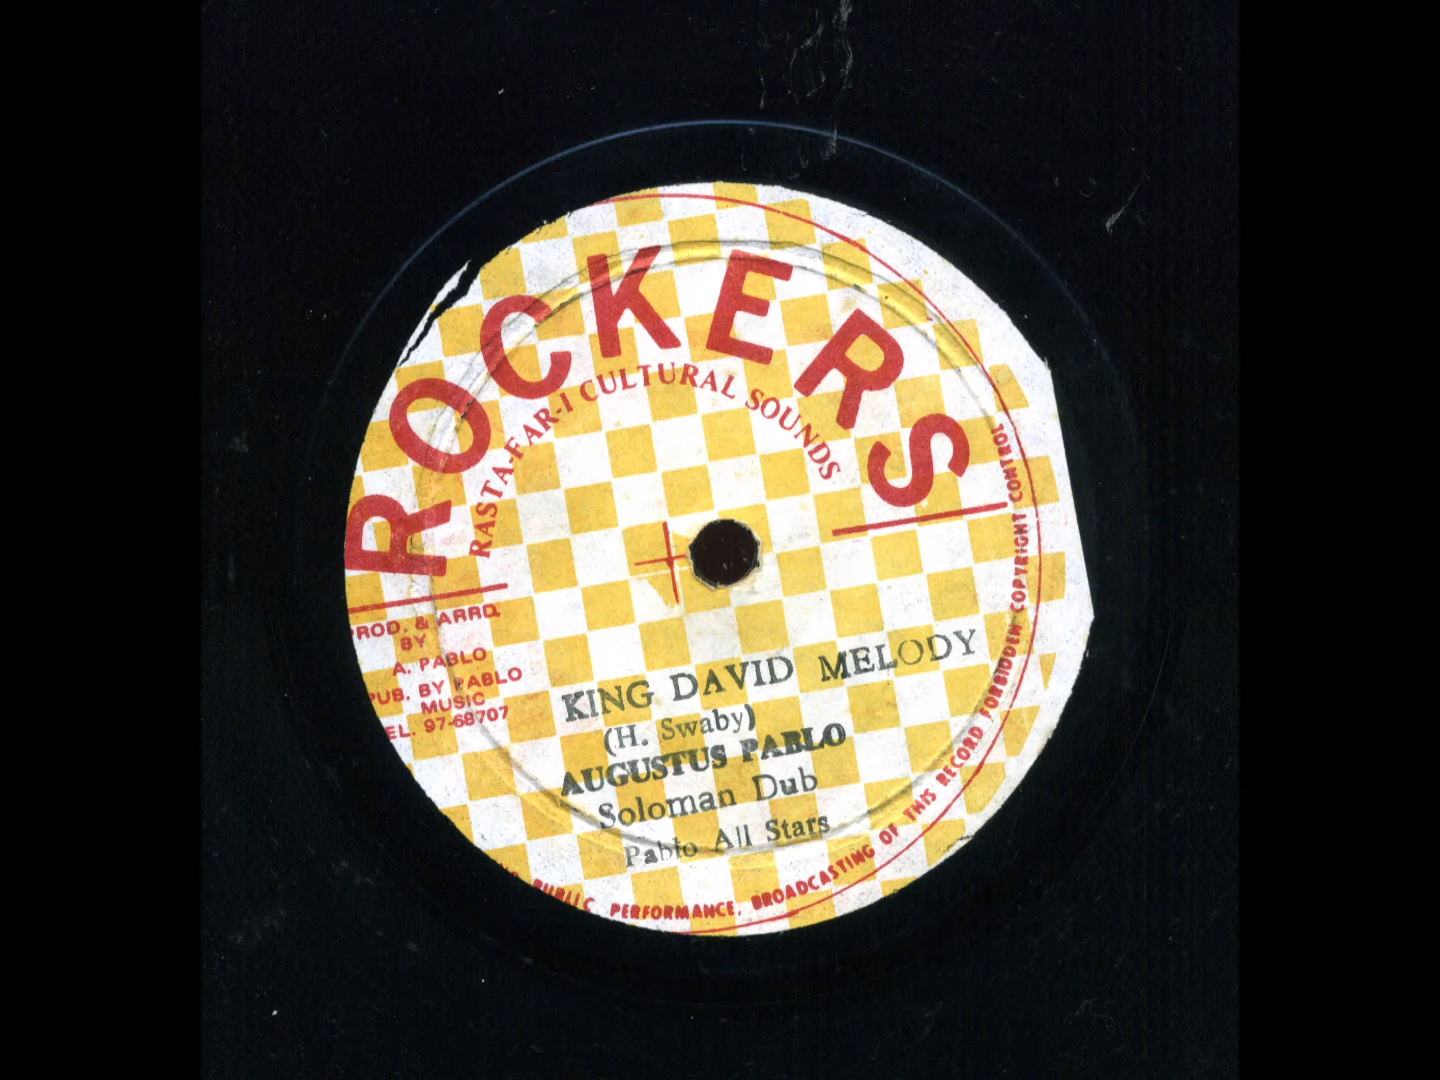 ROCKERS
RASTA-FAR-I CULTURAL SOUNDS
PROD. & ARRD.
BY
A. PABLO
PUB. BY PABLO
MUSIC
EL. 97-68707
KING DAVID MELODY
(H. Swaby)
AUGUSTUS PABLO
Soloman Dub
Pablo All Stars
PUBLIC PERFORMANCE, BROADCASTING OF THIS RECORD FORBIDDEN COPYRIGHT CONTROL